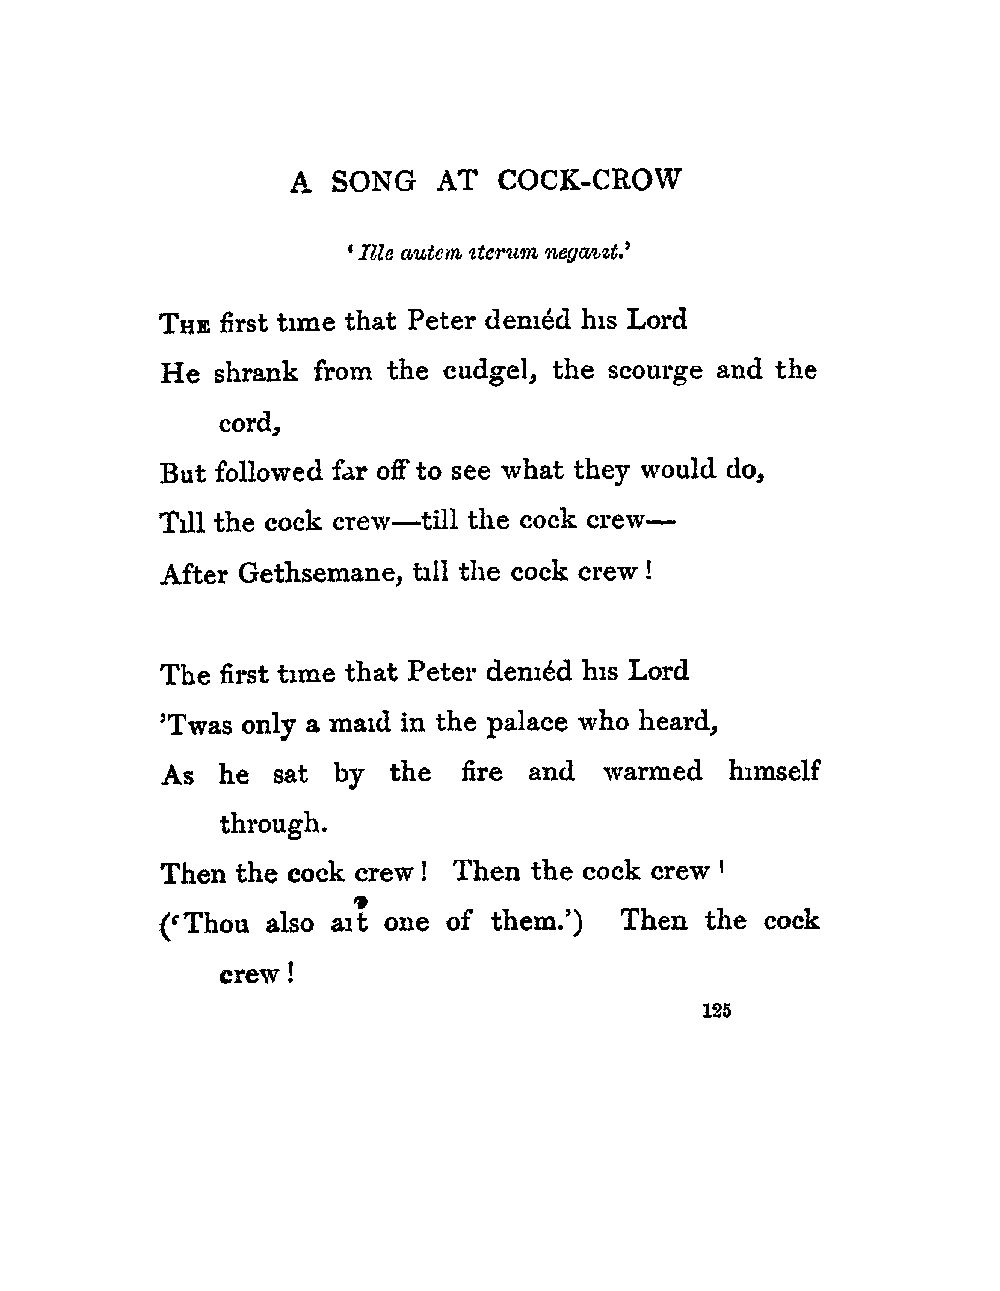 A SONG AT COCK-CROW
‘Ille autem iterum negavit.’
THE first time that Peter deniéd his Lord
He shrank from the cudgel, the scourge and the
cord,
But followed far off to see what they would do,
Till the cock crew—till the cock crew—
After Gethsemane, till the cock crew!
The first time that Peter deniéd his Lord
’Twas only a maid in the palace who heard,
As he sat by the fire and warmed himself
through.
Then the cock crew! Then the cock crew!
(‘Thou also art one of them.’) Then the cock
crew!
125